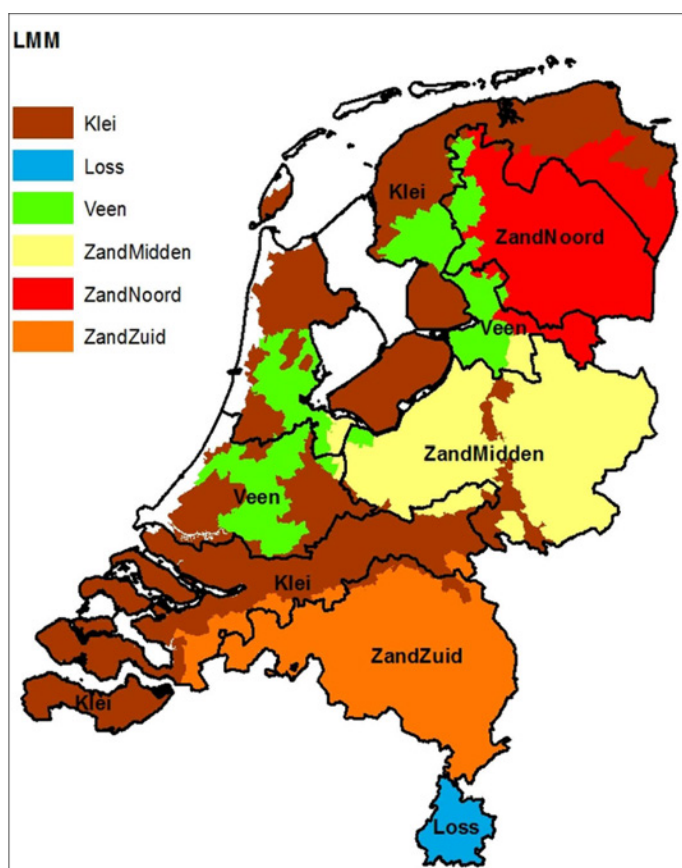 LMM
Klei
Loss
Veen
ZandMidden
ZandNoord
ZandZuid
Klei
ZandNoord
Veen
ZandMidden
Veen
Klei
ZandZuid
Klei
Loss